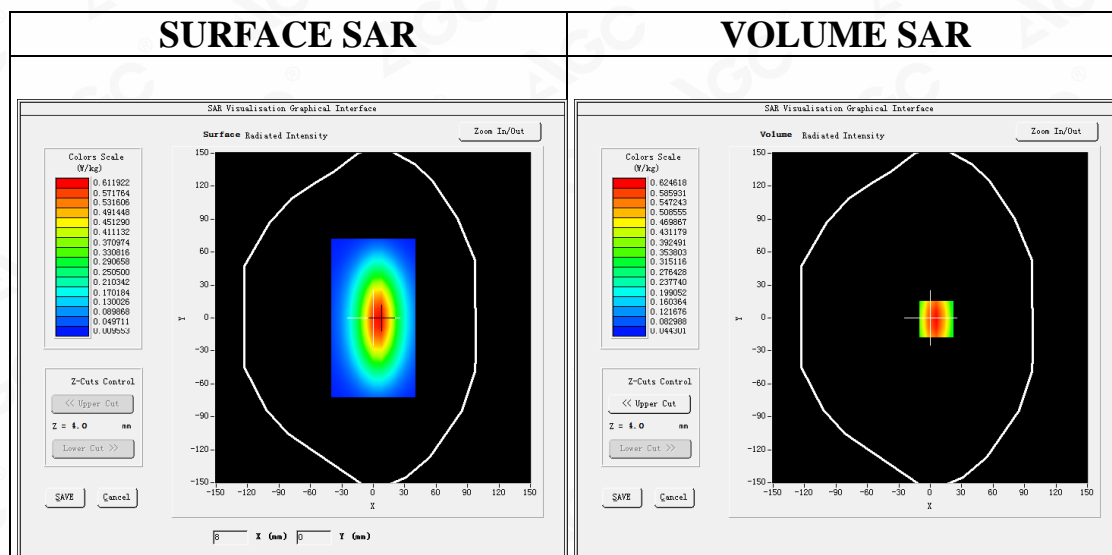 SURFACE SAR
VOLUME SAR
SAR Visualisation Graphical Interface
Surface Radiated Intensity
Zoom In/Out
Colors Scale
(W/kg)
0.611922
0.571764
0.531606
0.491448
0.451290
0.411132
0.370974
0.330816
0.290658
0.250500
0.210342
0.170184
0.130026
0.089868
0.049711
0.009553
Z-Cuts Control
<< Upper Cut
Z = 4.0 mm
Lower Cut >>
SAVE
Cancel
150
120
90
60
30
0
-30
-60
-90
-120
-150
Y
-150 -120 -90 -60 -30 0 30 60 90 120 150
X
8 X (mm) 0 Y (mm)
SAR Visualisation Graphical Interface
Volume Radiated Intensity
Zoom In/Out
Colors Scale
(W/kg)
0.624618
0.585931
0.547243
0.508555
0.469867
0.431179
0.392491
0.353803
0.315116
0.276428
0.237740
0.199052
0.160364
0.121676
0.082988
0.044301
Z-Cuts Control
<< Upper Cut
Z = 4.0 mm
Lower Cut >>
SAVE
Cancel
150
120
90
60
30
0
-30
-60
-90
-120
-150
Y
-150 -120 -90 -60 -30 0 30 60 90 120 150
X